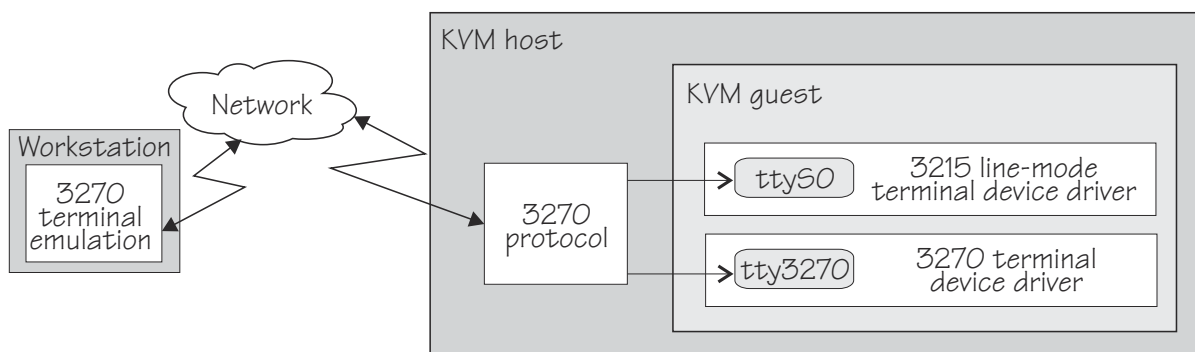 KVM host
KVM guest
Network
Workstation
3270
terminal
emulation
3270
protocol
ttyS0
3215 line-mode
terminal device driver
tty3270
3270 terminal
device driver